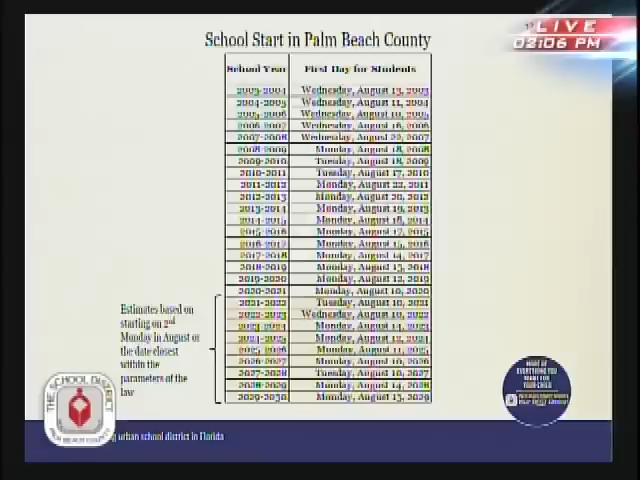 LIVE
02:06 PM
School Start in Palm Beach County
School Year First Day for Students
2003-2004 Wednesday, August 13, 2003
2004-2005 Wednesday, August 11, 2004
2005-2006 Wednesday, August 10, 2005
2006-2007 Wednesday, August 16, 2006
2007-2008 Wednesday, August 22, 2007
2008-2009 Monday, August 18, 2008
2009-2010 Tuesday, August 18, 2009
2010-2011 Tuesday, August 17, 2010
2011-2012 Monday, August 22, 2011
2012-2013 Monday, August 20, 2012
2013-2014 Monday, August 19, 2013
2014-2015 Monday, August 18, 2014
2015-2016 Monday, August 17, 2015
2016-2017 Monday, August 15, 2016
2017-2018 Monday, August 14, 2017
2018-2019 Monday, August 13, 2018
2019-2020 Monday, August 12, 2019
2020-2021 Monday, August 10, 2020
2021-2022 Tuesday, August 10, 2021
2022-2023 Wednesday, August 10, 2022
2023-2024 Monday, August 14, 2023
2024-2025 Monday, August 12, 2024
2025-2026 Monday, August 11, 2025
2026-2027 Monday, August 10, 2026
2027-2028 Tuesday, August 10, 2027
2028-2029 Monday, August 14, 2028
2029-2030 Monday, August 13, 2029
Estimates based on
starting on 2nd
Monday in August or
the date closest
within the
parameters of the
law
THE SCHOOL DISTRICT
PALM BEACH COUNTY
urban school district in Florida
EVERYTHING YOU
YOUR CHILD